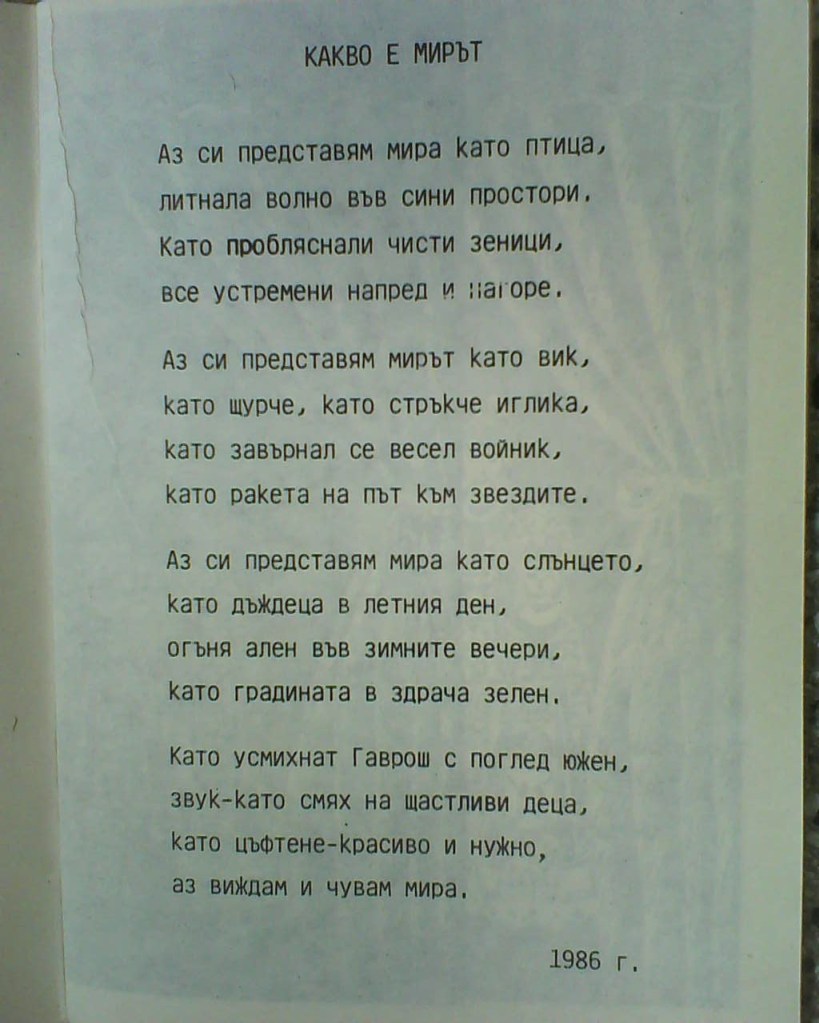 КАКВО Е МИРЪТ
Аз си представям мира като птица,
литнала волно във сини простори.
Като пробляснали чисти зеници,
все устремени напред и нагоре.
Аз си представям мирът като вик,
като щурче, като стръкче иглика,
като завърнал се весел войник,
като ракета на път към звездите.
Аз си представям мира като слънцето,
като дъждеца в летния ден,
огъня ален във зимните вечери,
като градината в здрача зелен.
Като усмихнат Гаврош с поглед южен,
звук-като смях на щастливи деца,
като цъфтене-красиво и нужно,
аз виждам и чувам мира.
1986 г.